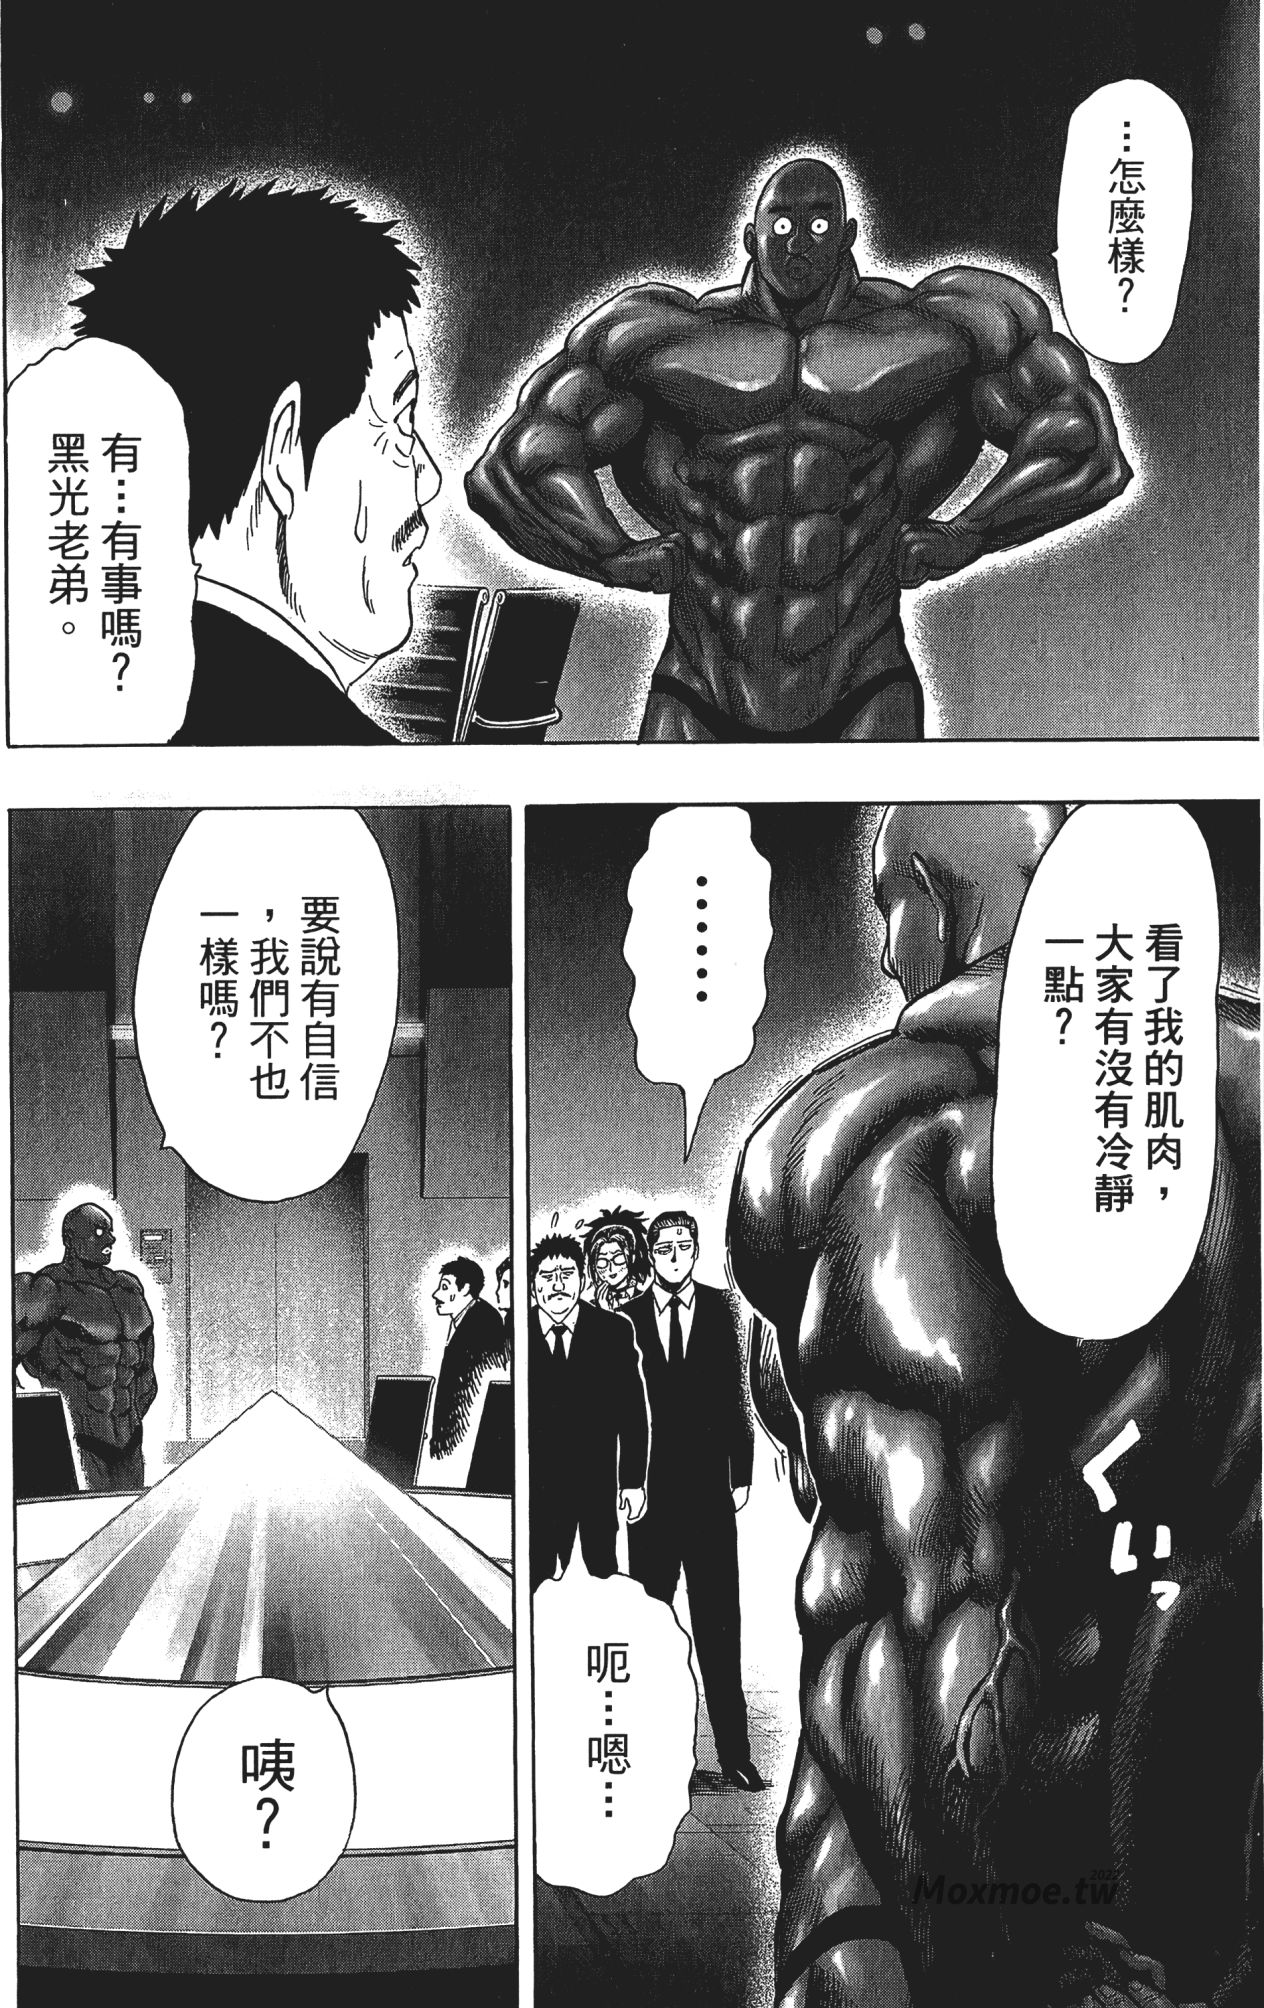 …怎麼樣？
有…有事嗎？
黑光老弟。
看了我的肌肉，
大家有沒有冷靜
一點？
……
くいっ
呃…嗯…
要說有自信
，我們不也
一樣嗎？
咦？
2022
Moxmoe.tw